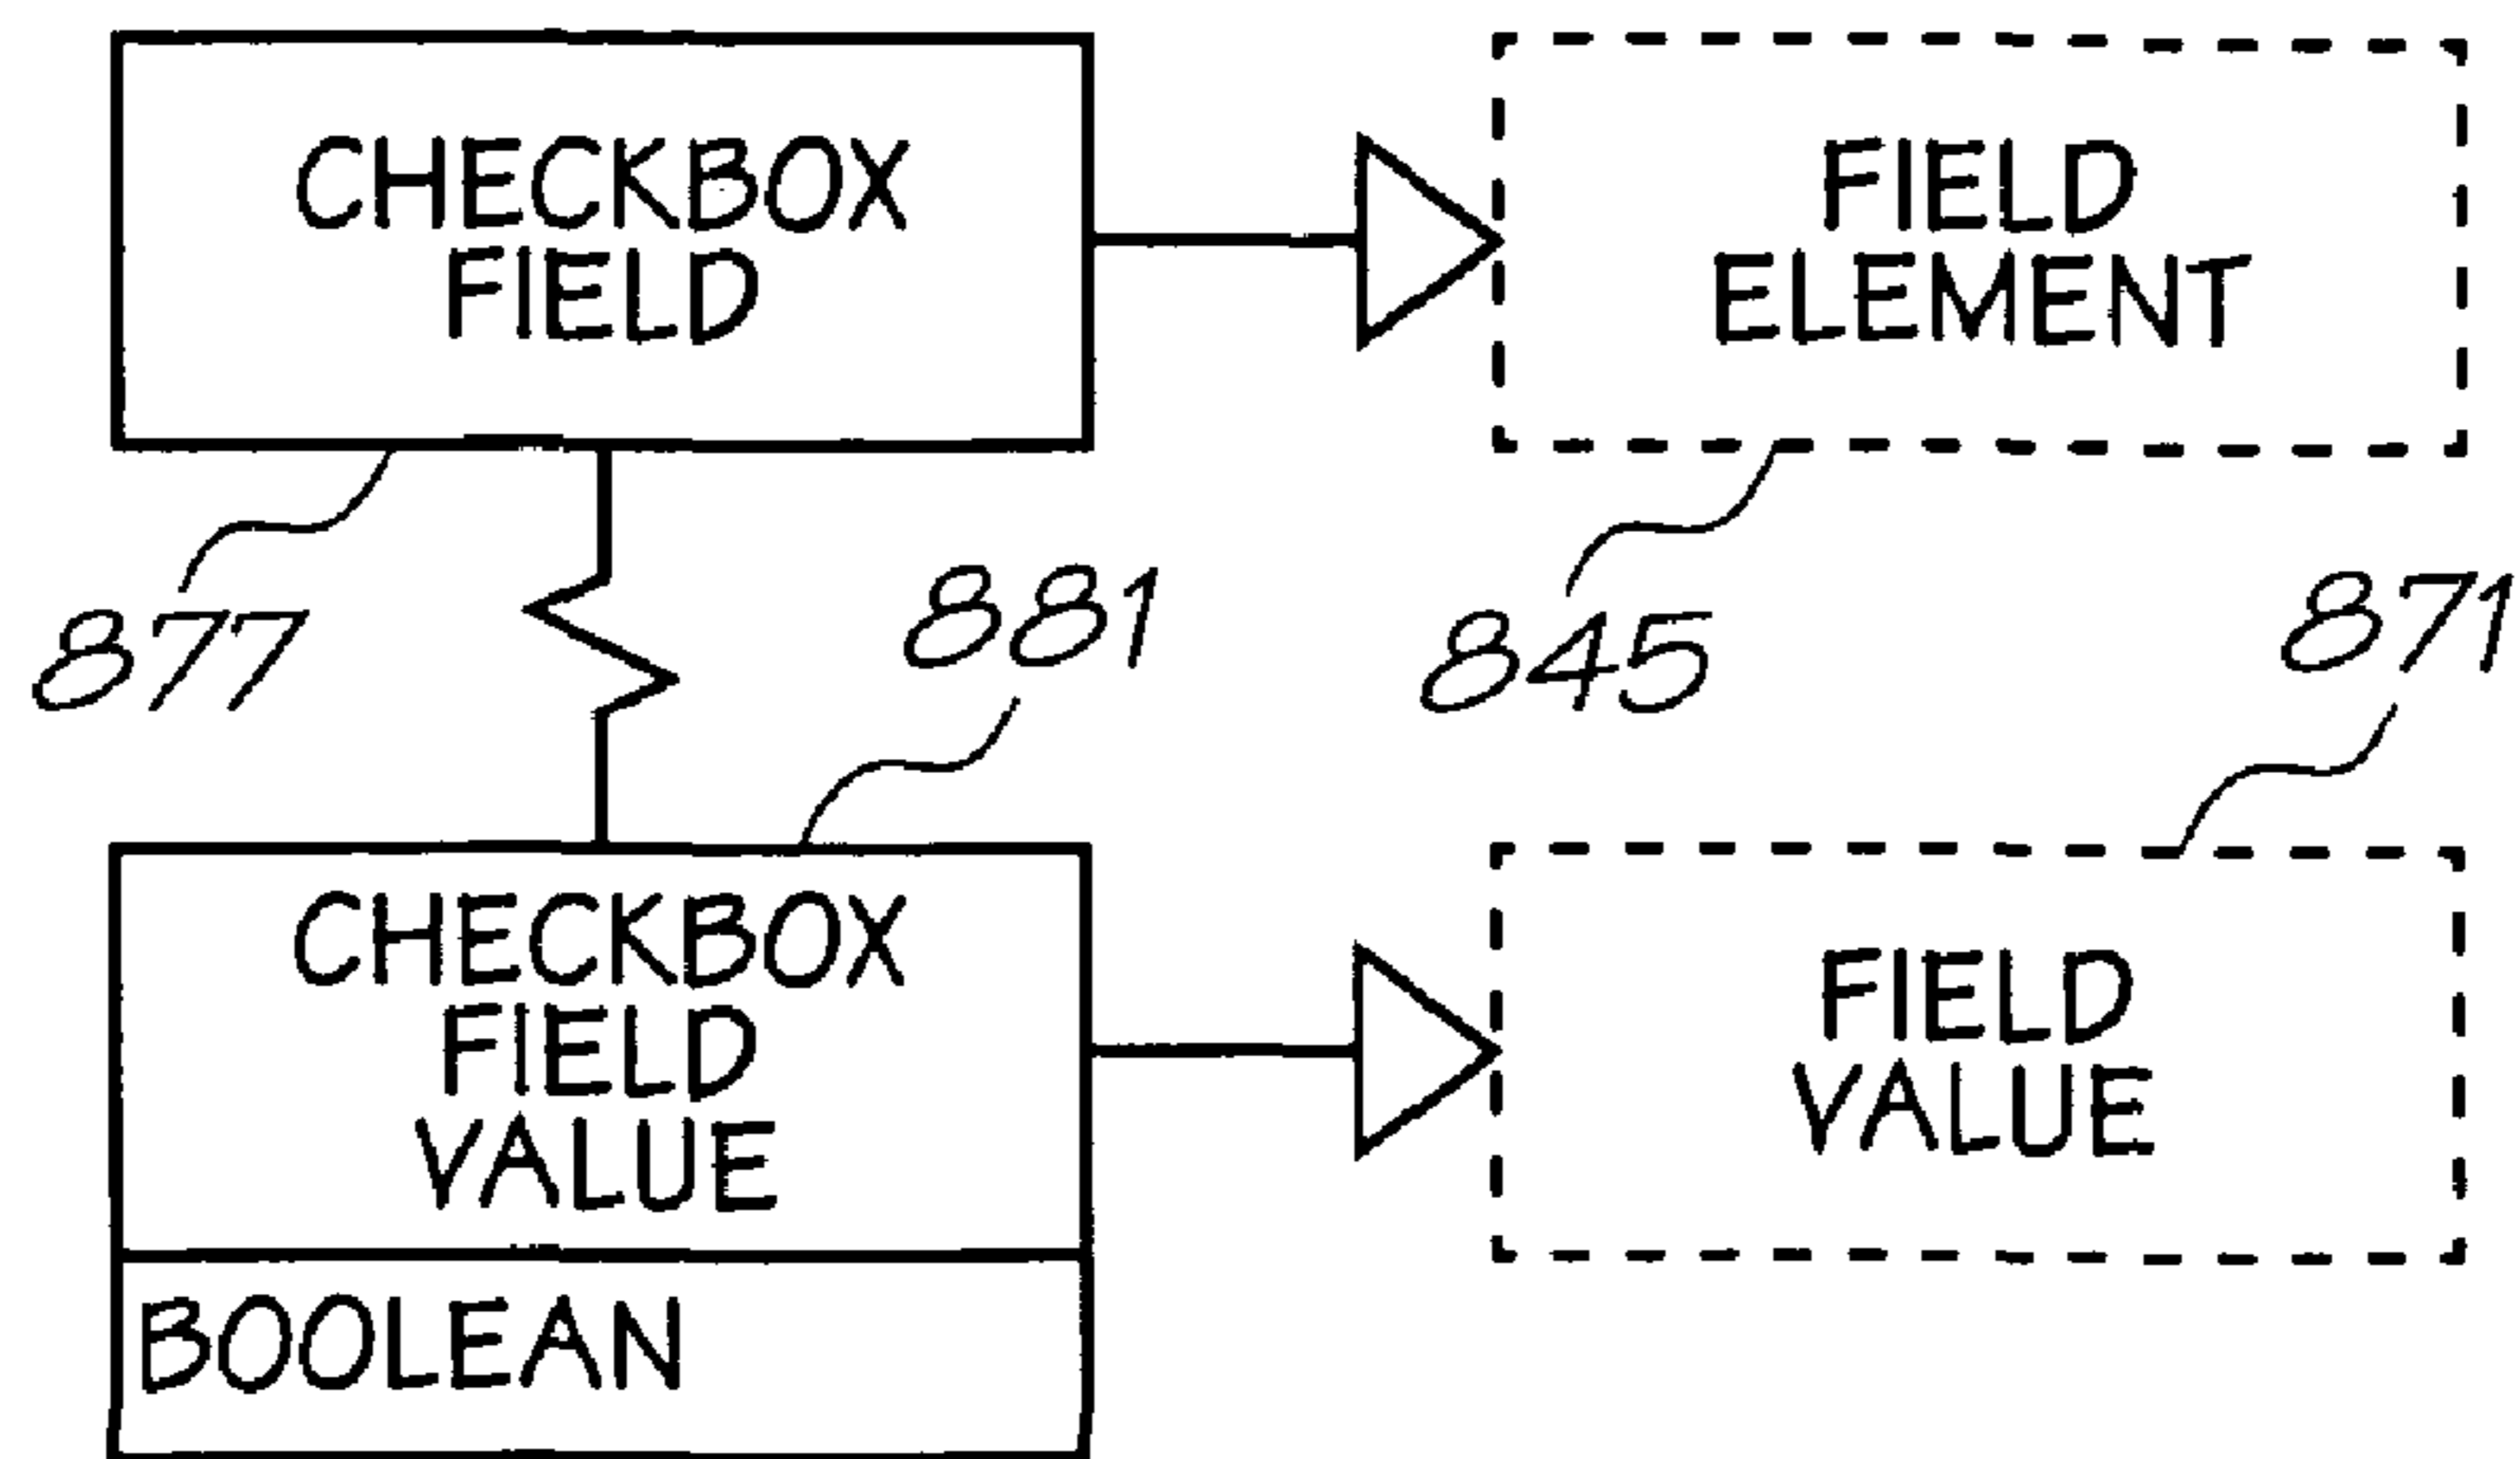 CHECKBOX
FIELD
FIELD
ELEMENT
877
881
845
871
CHECKBOX
FIELD
VALUE
FIELD
VALUE
BOOLEAN